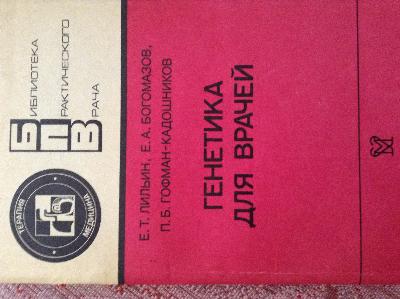 БИБЛИОТЕКА
ПРАКТИЧЕСКОГО
ВРАЧА
ТЕРАПИЯ
МЕДИЦИНА
Е. Т. ЛИЛЬИН, Е. А. БОГОМАЗОВ,
П. Б. ГОФМАН-КАДОШНИКОВ
ГЕНЕТИКА
ДЛЯ ВРАЧЕЙ